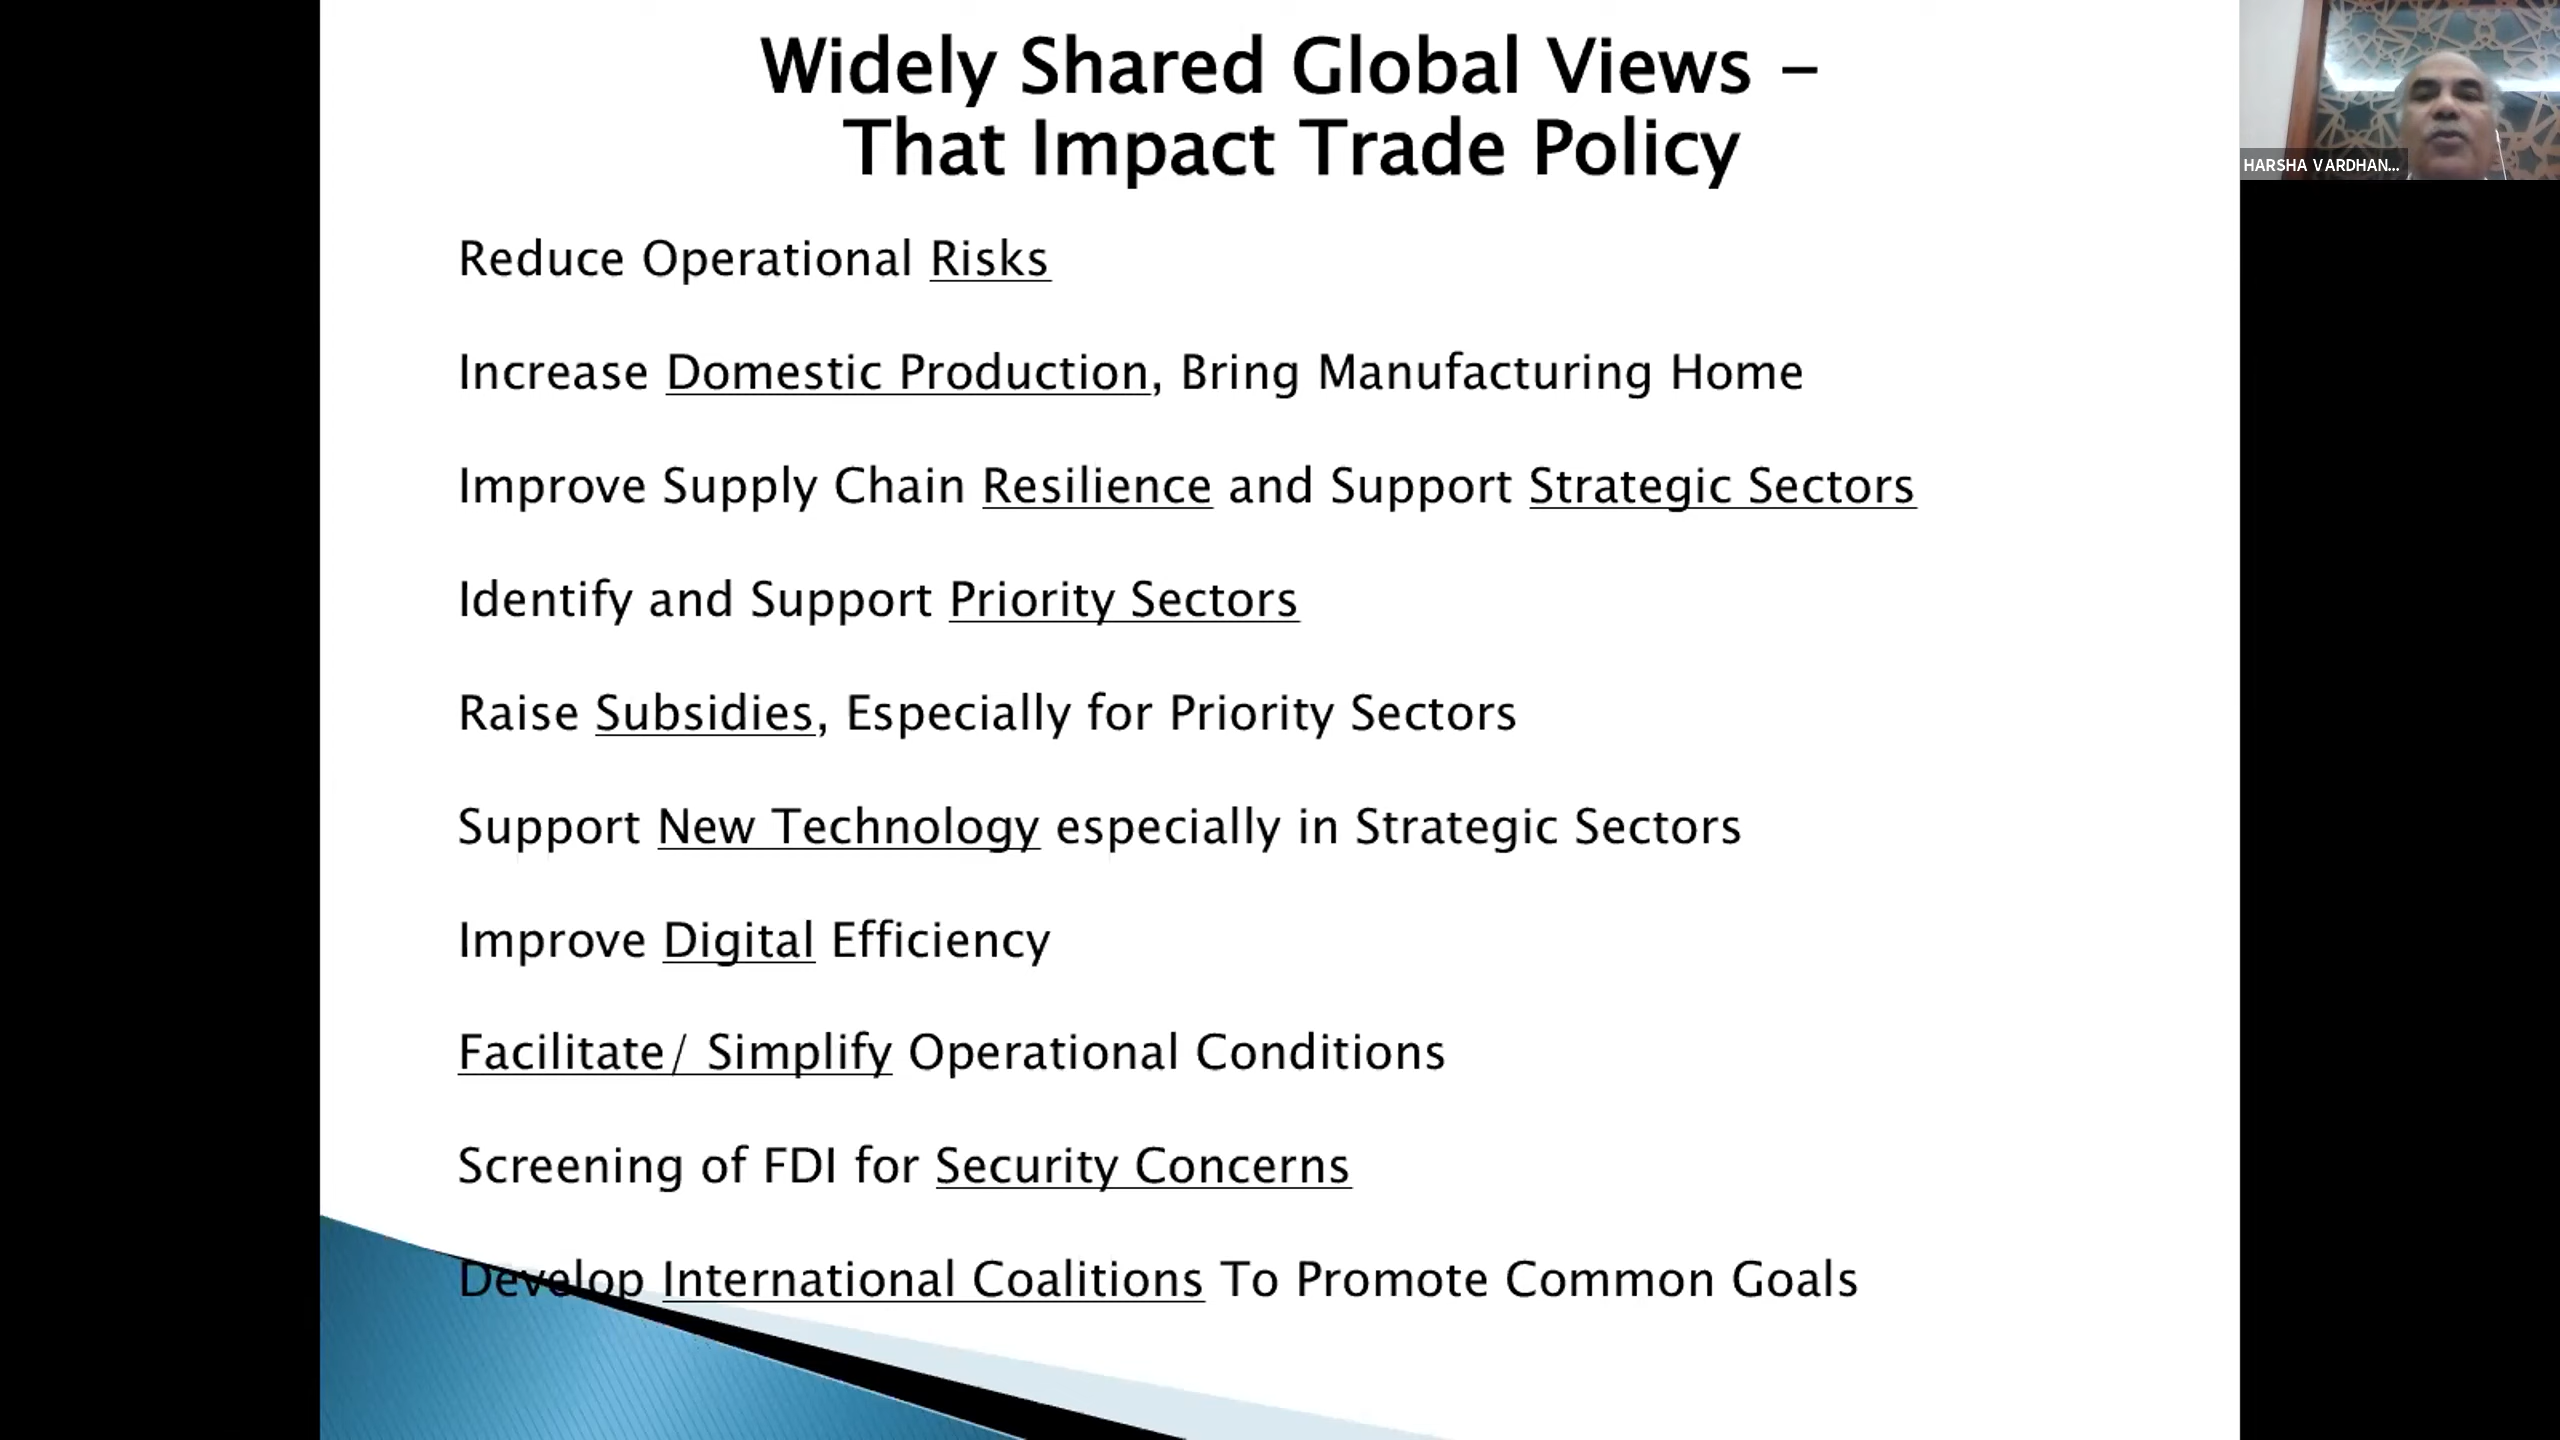 Widely Shared Global Views –
That Impact Trade Policy
HARSHA VARDHAN...
Reduce Operational Risks
Increase Domestic Production, Bring Manufacturing Home
Improve Supply Chain Resilience and Support Strategic Sectors
Identify and Support Priority Sectors
Raise Subsidies, Especially for Priority Sectors
Support New Technology especially in Strategic Sectors
Improve Digital Efficiency
Facilitate/ Simplify Operational Conditions
Screening of FDI for Security Concerns
Develop International Coalitions To Promote Common Goals